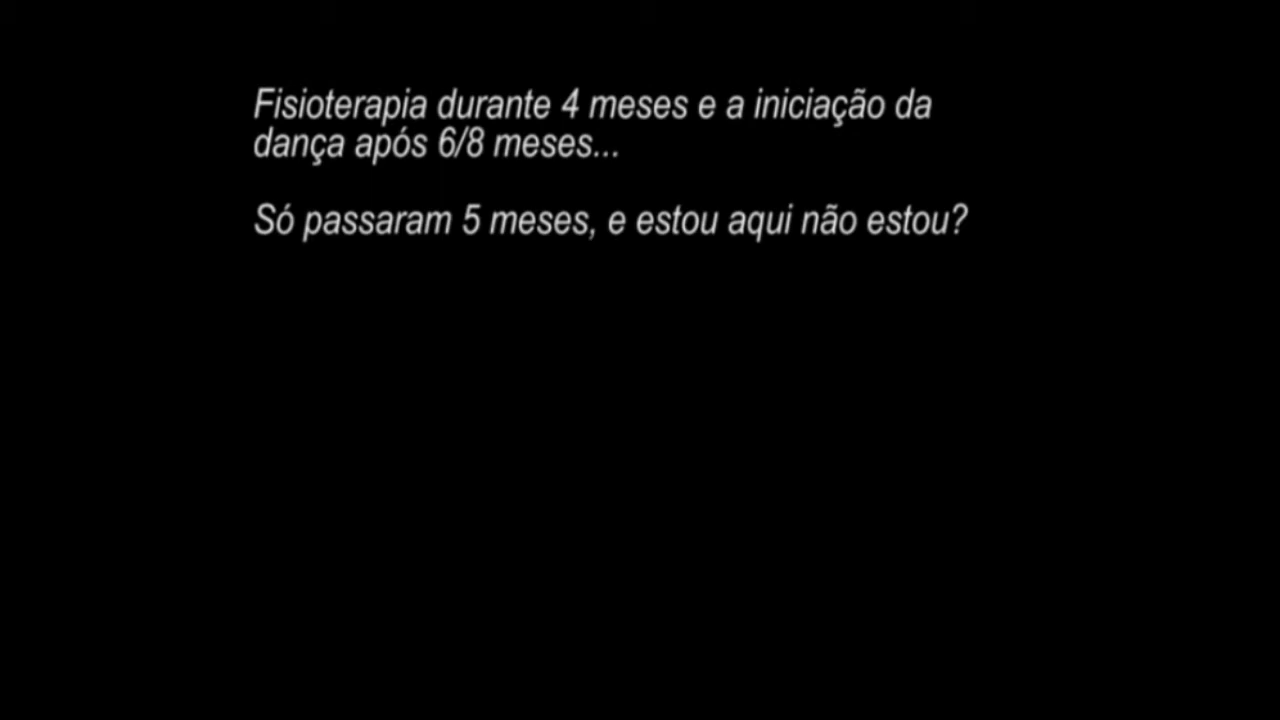 Fisioterapia durante 4 meses e a iniciação da
dança após 6/8 meses...
Só passaram 5 meses, e estou aqui não estou?